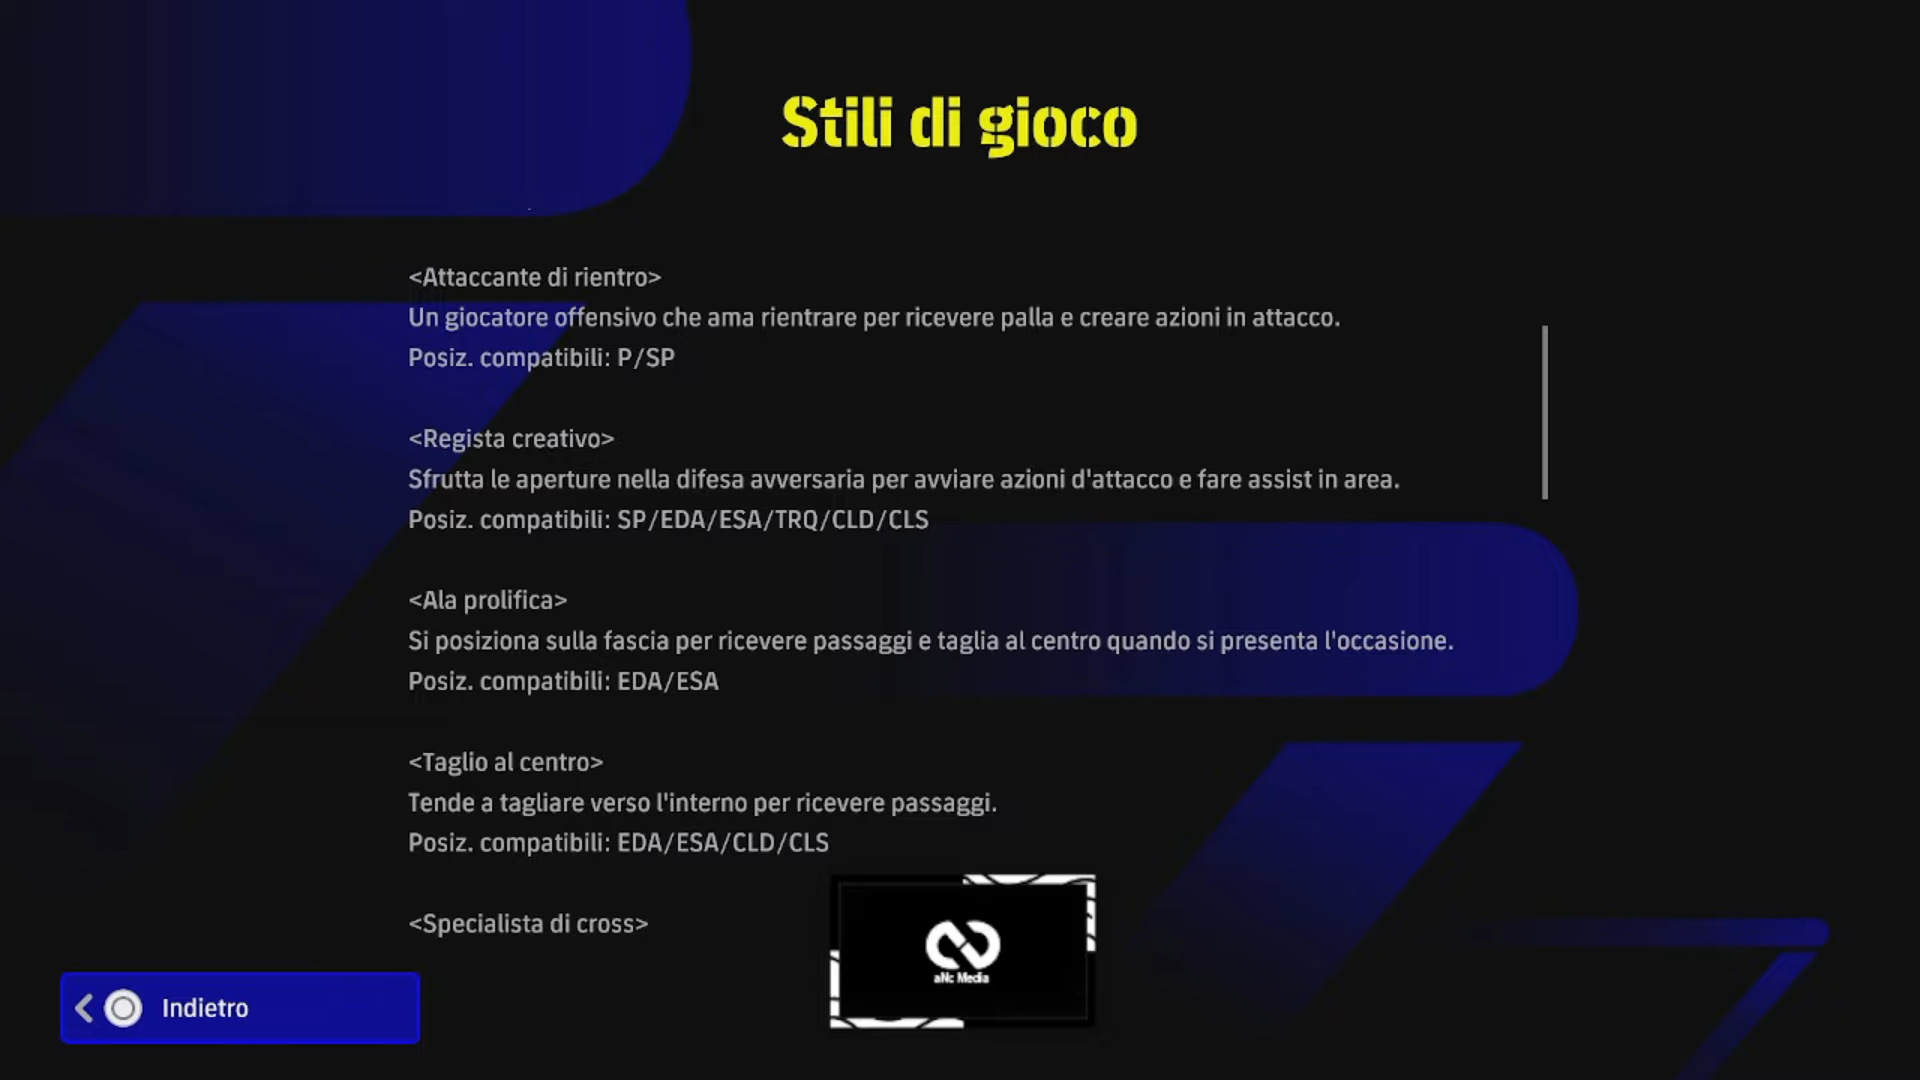 Stili di gioco
<Attaccante di rientro>
Un giocatore offensivo che ama rientrare per ricevere palla e creare azioni in attacco.
Posiz. compatibili: P/SP
<Regista creativo>
Sfrutta le aperture nella difesa avversaria per avviare azioni d'attacco e fare assist in area.
Posiz. compatibili: SP/EDA/ESA/TRQ/CLD/CLS
<Ala prolifica>
Si posiziona sulla fascia per ricevere passaggi e taglia al centro quando si presenta l'occasione.
Posiz. compatibili: EDA/ESA
<Taglio al centro>
Tende a tagliare verso l'interno per ricevere passaggi.
Posiz. compatibili: EDA/ESA/CLD/CLS
<Specialista di cross>
aNc Media
Indietro